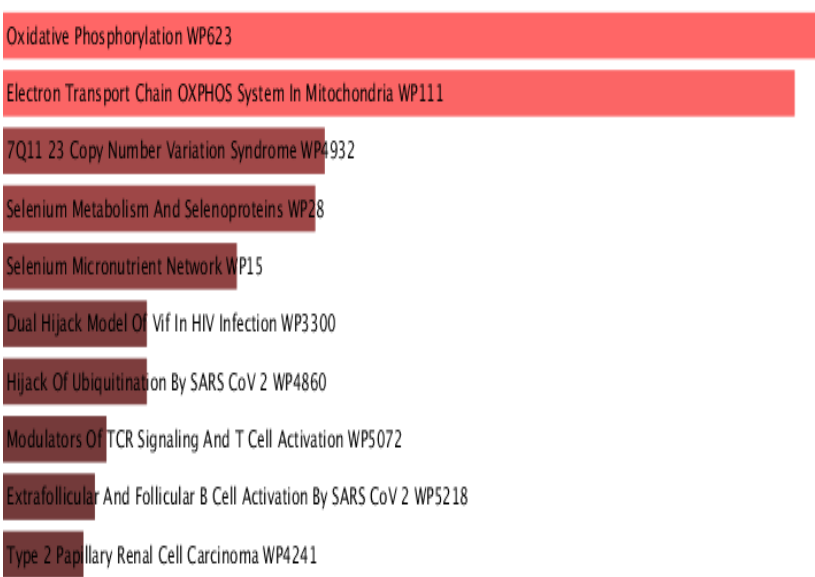 Oxidative Phosphorylation WP623
Electron Transport Chain OXPHOS System In Mitochondria WP111
7Q11 23 Copy Number Variation Syndrome WP4932
Selenium Metabolism And Selenoproteins WP28
Selenium Micronutrient Network WP15
Dual Hijack Model Of Vif In HIV Infection WP3300
Hijack Of Ubiquitination By SARS CoV 2 WP4860
Modulators Of TCR Signaling And T Cell Activation WP5072
Extrafollicular And Follicular B Cell Activation By SARS CoV 2 WP5218
Type 2 Papillary Renal Cell Carcinoma WP4241